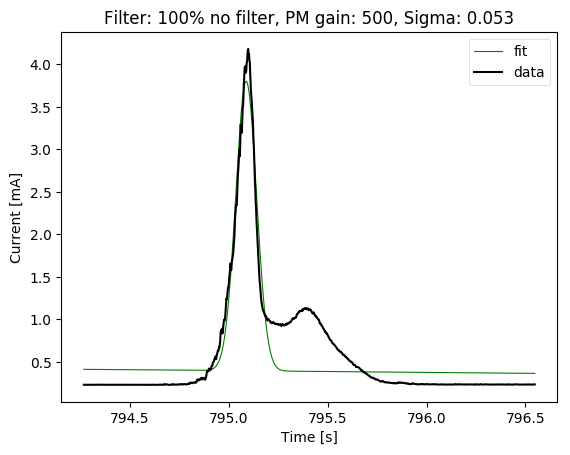 Filter: 100% no filter, PM gain: 500, Sigma: 0.053
fit
data
Current [mA]
4.0
3.5
3.0
2.5
2.0
1.5
1.0
0.5
794.5 795.0 795.5 796.0 796.5
Time [s]